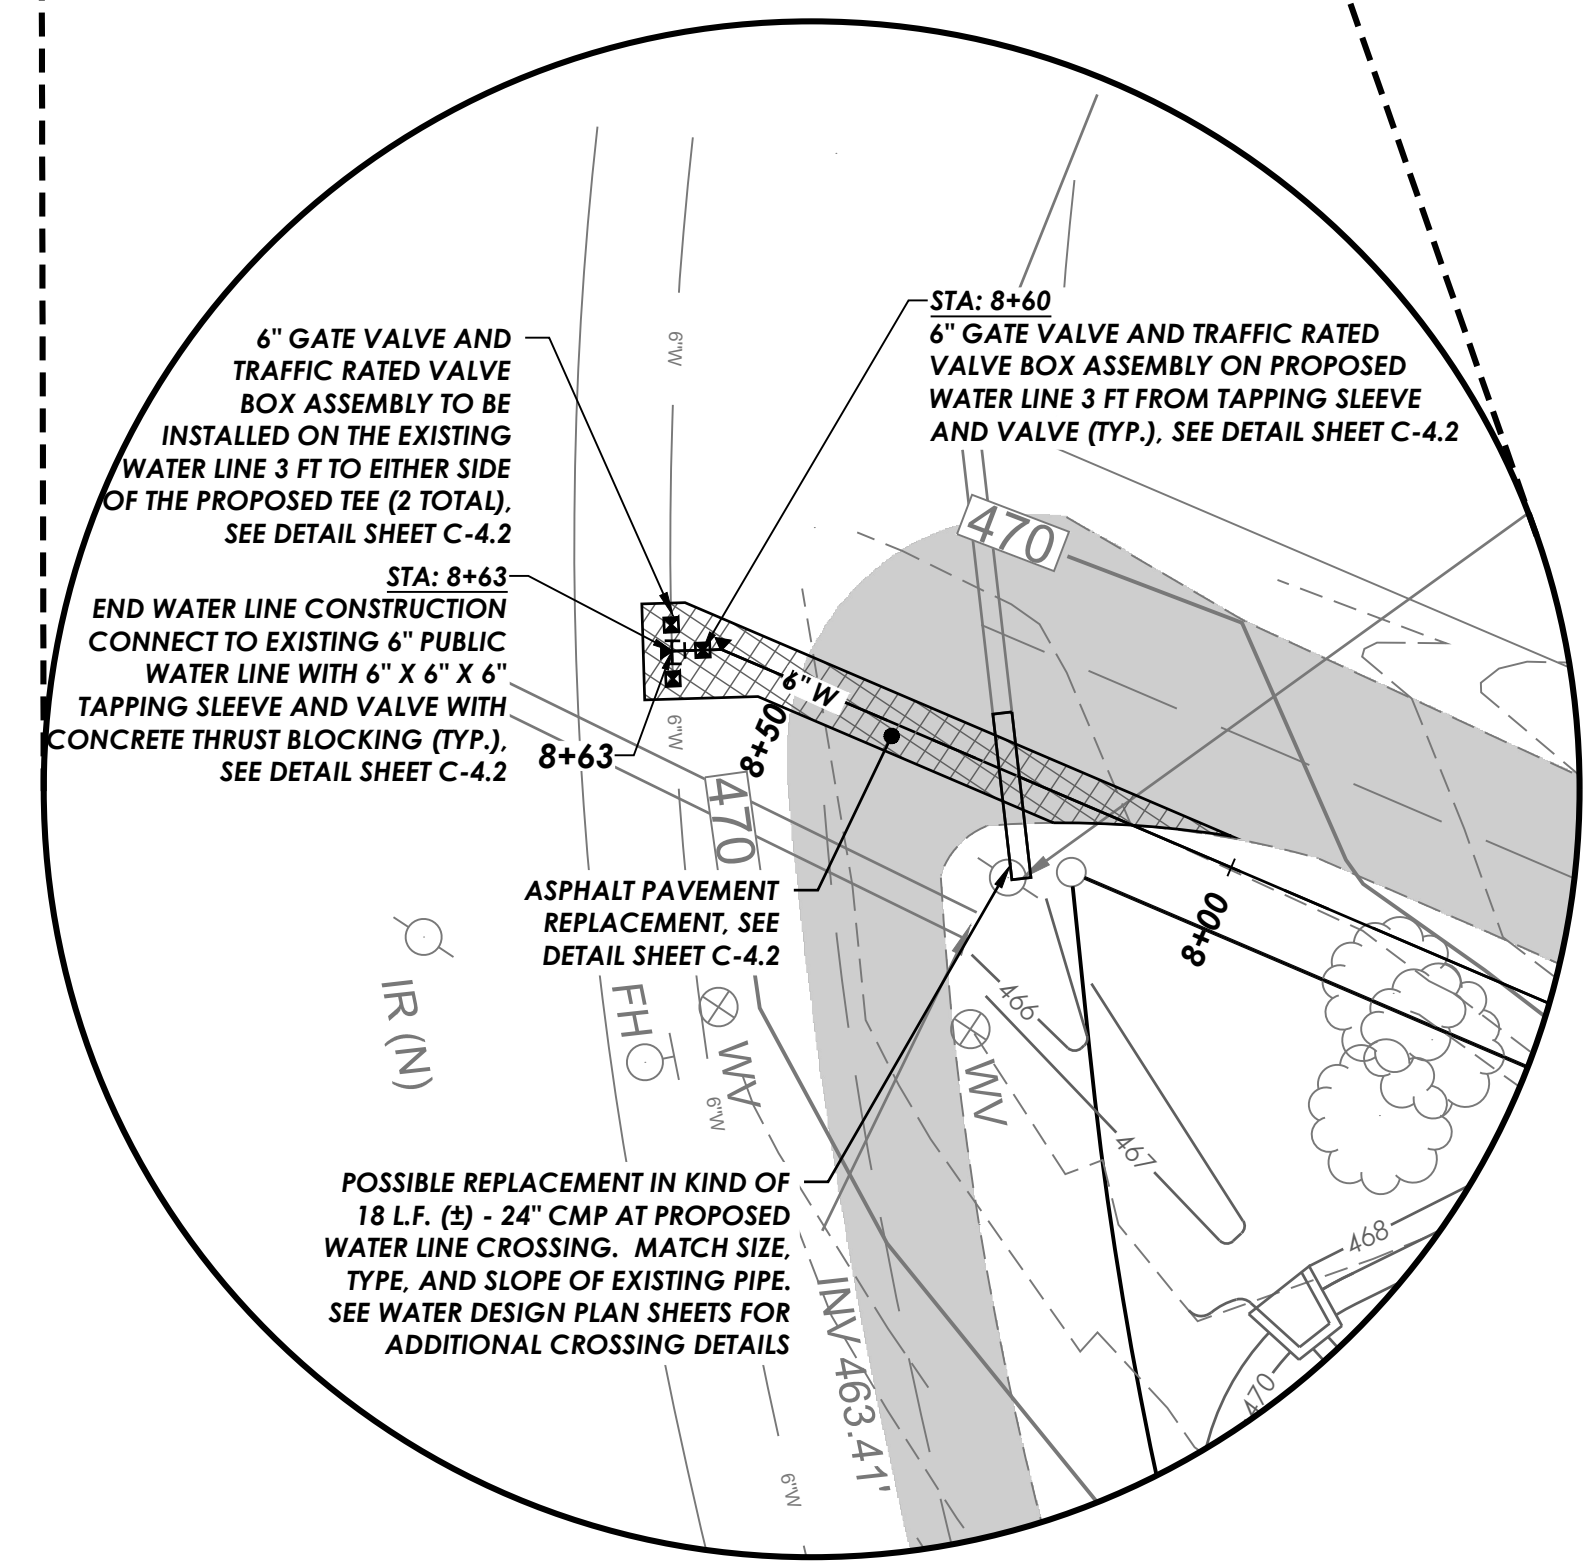 6" GATE VALVE AND
TRAFFIC RATED VALVE
BOX ASSEMBLY TO BE
INSTALLED ON THE EXISTING
WATER LINE 3 FT TO EITHER SIDE
OF THE PROPOSED TEE (2 TOTAL),
SEE DETAIL SHEET C-4.2
STA: 8+60
6" GATE VALVE AND TRAFFIC RATED
VALVE BOX ASSEMBLY ON PROPOSED
WATER LINE 3 FT FROM TAPPING SLEEVE
AND VALVE (TYP.), SEE DETAIL SHEET C-4.2
6"W
470
STA: 8+63
END WATER LINE CONSTRUCTION
CONNECT TO EXISTING 6" PUBLIC
WATER LINE WITH 6" X 6" X 6"
TAPPING SLEEVE AND VALVE WITH
CONCRETE THRUST BLOCKING (TYP.),
SEE DETAIL SHEET C-4.2
6"W
6"W
8+63
8+50
470
ASPHALT PAVEMENT
REPLACEMENT, SEE
DETAIL SHEET C-4.2
8+00
IR (N)
FH
WV
6"W
WV
466
467
468
470
POSSIBLE REPLACEMENT IN KIND OF
18 L.F. (±) - 24" CMP AT PROPOSED
WATER LINE CROSSING. MATCH SIZE,
TYPE, AND SLOPE OF EXISTING PIPE.
SEE WATER DESIGN PLAN SHEETS FOR
ADDITIONAL CROSSING DETAILS
INV 463.41'
6"W